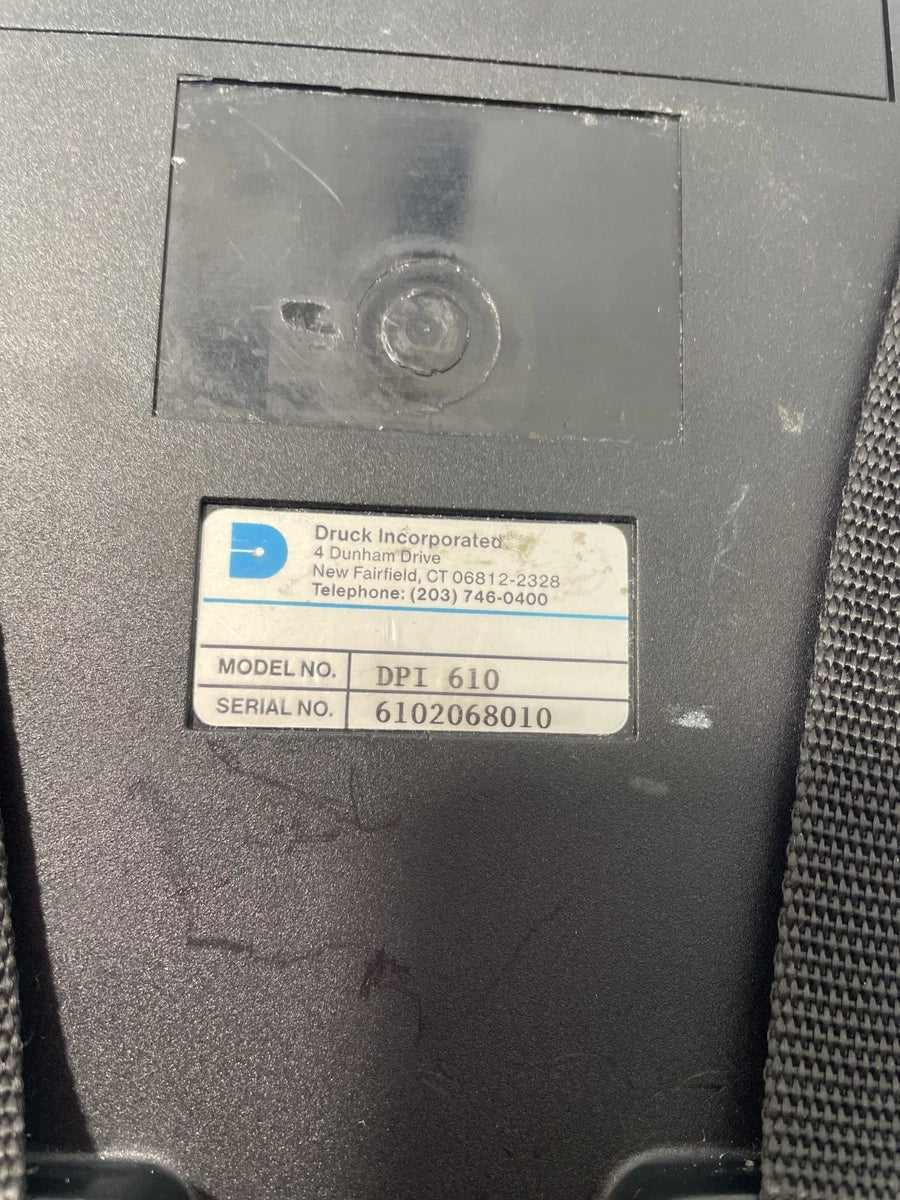 Druck Incorporated
4 Dunham Drive
New Fairfield, CT 06812-2328
Telephone: (203) 746-0400
MODEL NO. DPI 610
SERIAL NO. 6102068010